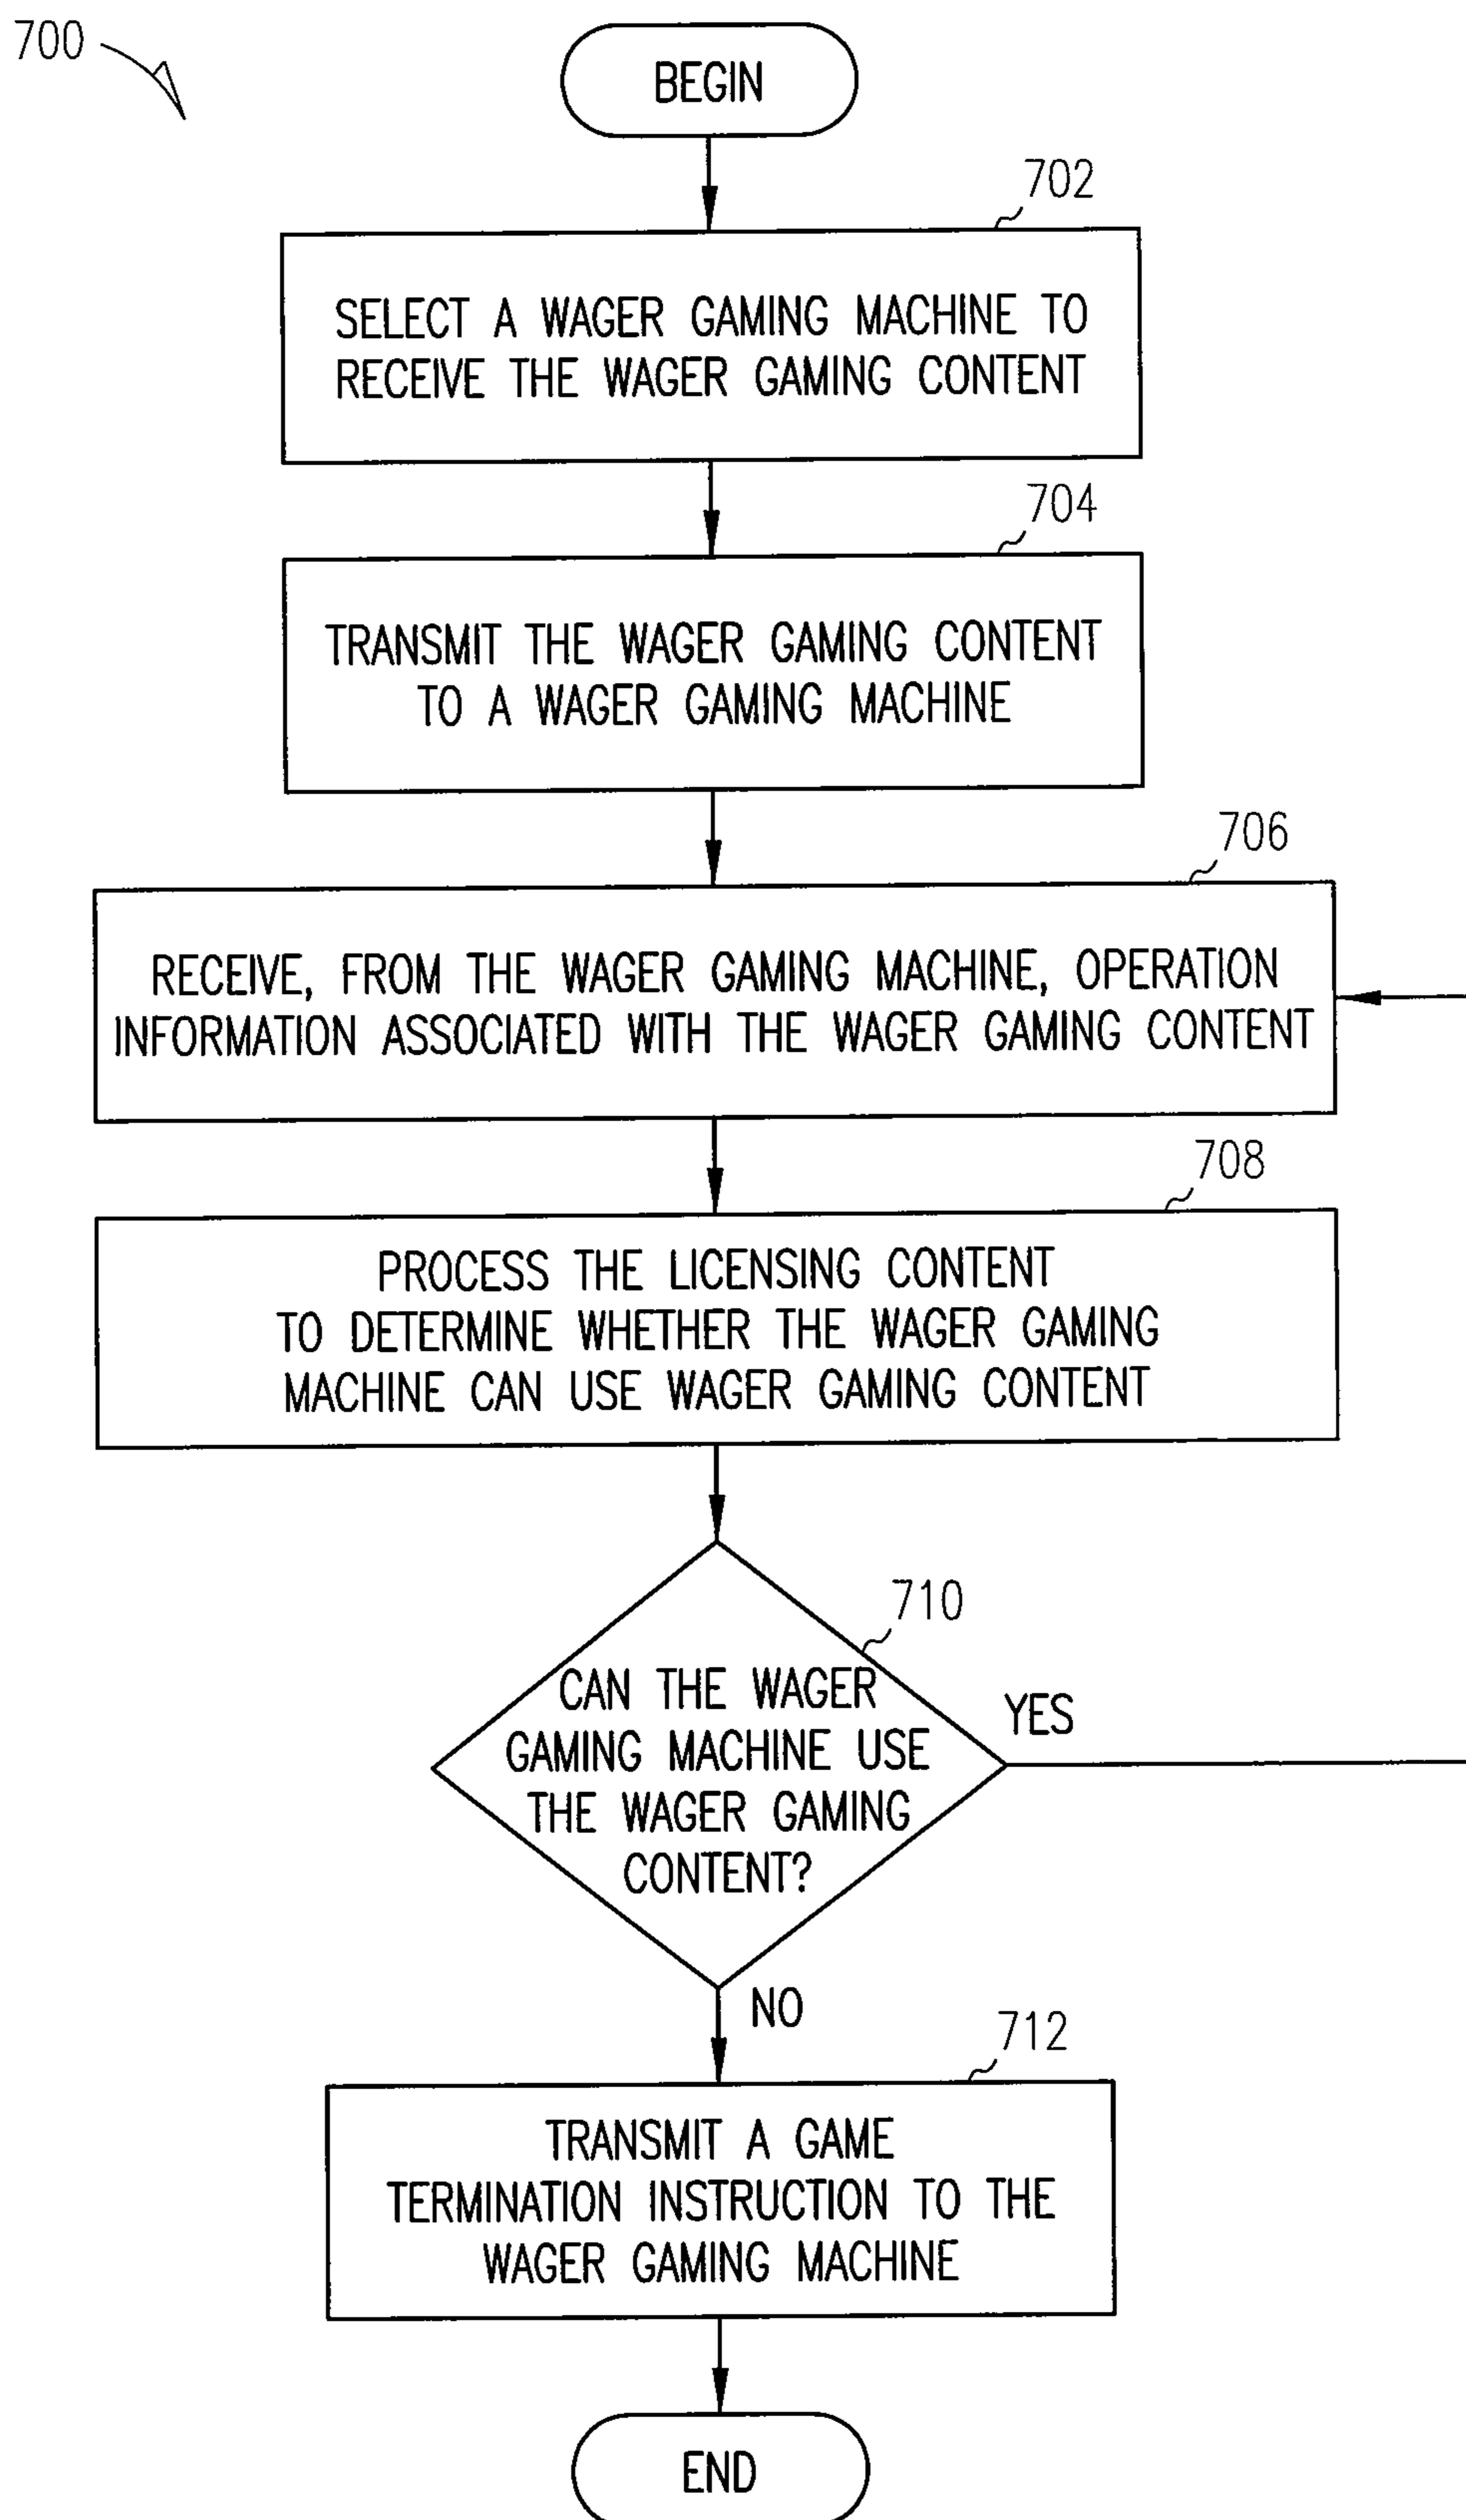 700
BEGIN
702
SELECT A WAGER GAMING MACHINE TO
RECEIVE THE WAGER GAMING CONTENT
704
TRANSMIT THE WAGER GAMING CONTENT
TO A WAGER GAMING MACHINE
706
RECEIVE, FROM THE WAGER GAMING MACHINE, OPERATION
INFORMATION ASSOCIATED WITH THE WAGER GAMING CONTENT
708
PROCESS THE LICENSING CONTENT
TO DETERMINE WHETHER THE WAGER GAMING
MACHINE CAN USE WAGER GAMING CONTENT
710
CAN THE WAGER
GAMING MACHINE USE
THE WAGER GAMING
CONTENT?
YES
NO
712
TRANSMIT A GAME
TERMINATION INSTRUCTION TO THE
WAGER GAMING MACHINE
END